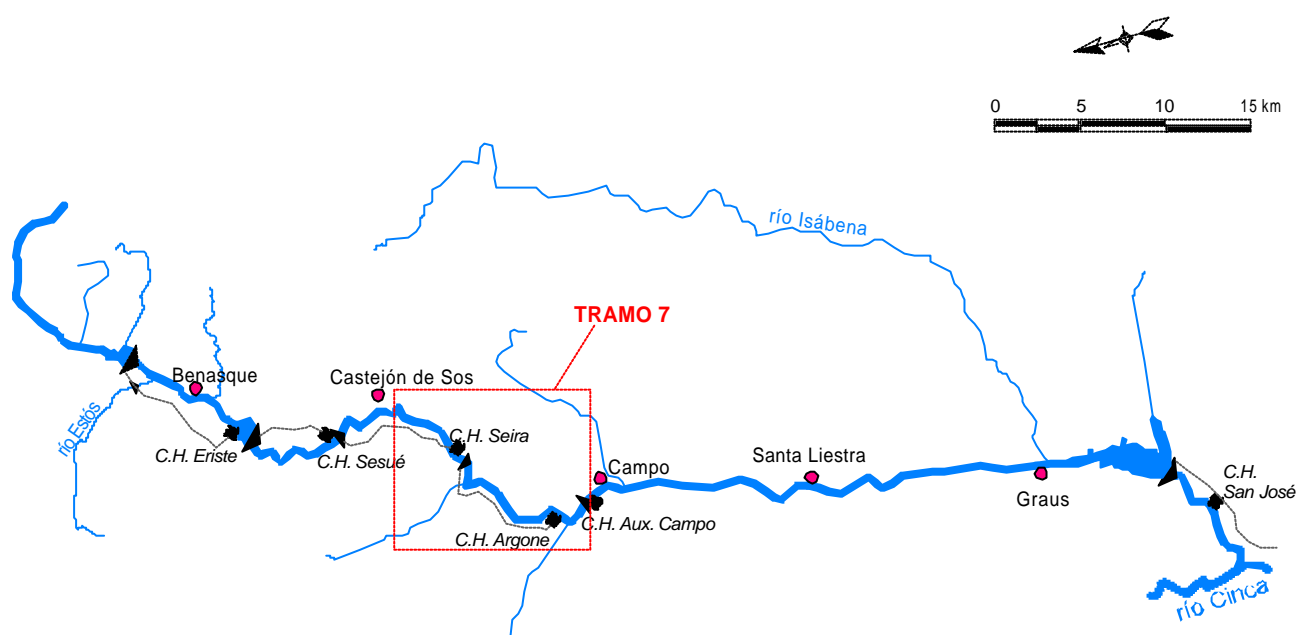 0 5 10 15 km
río Isábena
TRAMO 7
Benasque
Castejón de Sos
río Estós
C.H. Eriste
C.H. Sesué
C.H. Seira
Campo
Santa Liestra
Graus
C.H.
San José
C.H. Argone
C.H. Aux. Campo
río Cinca